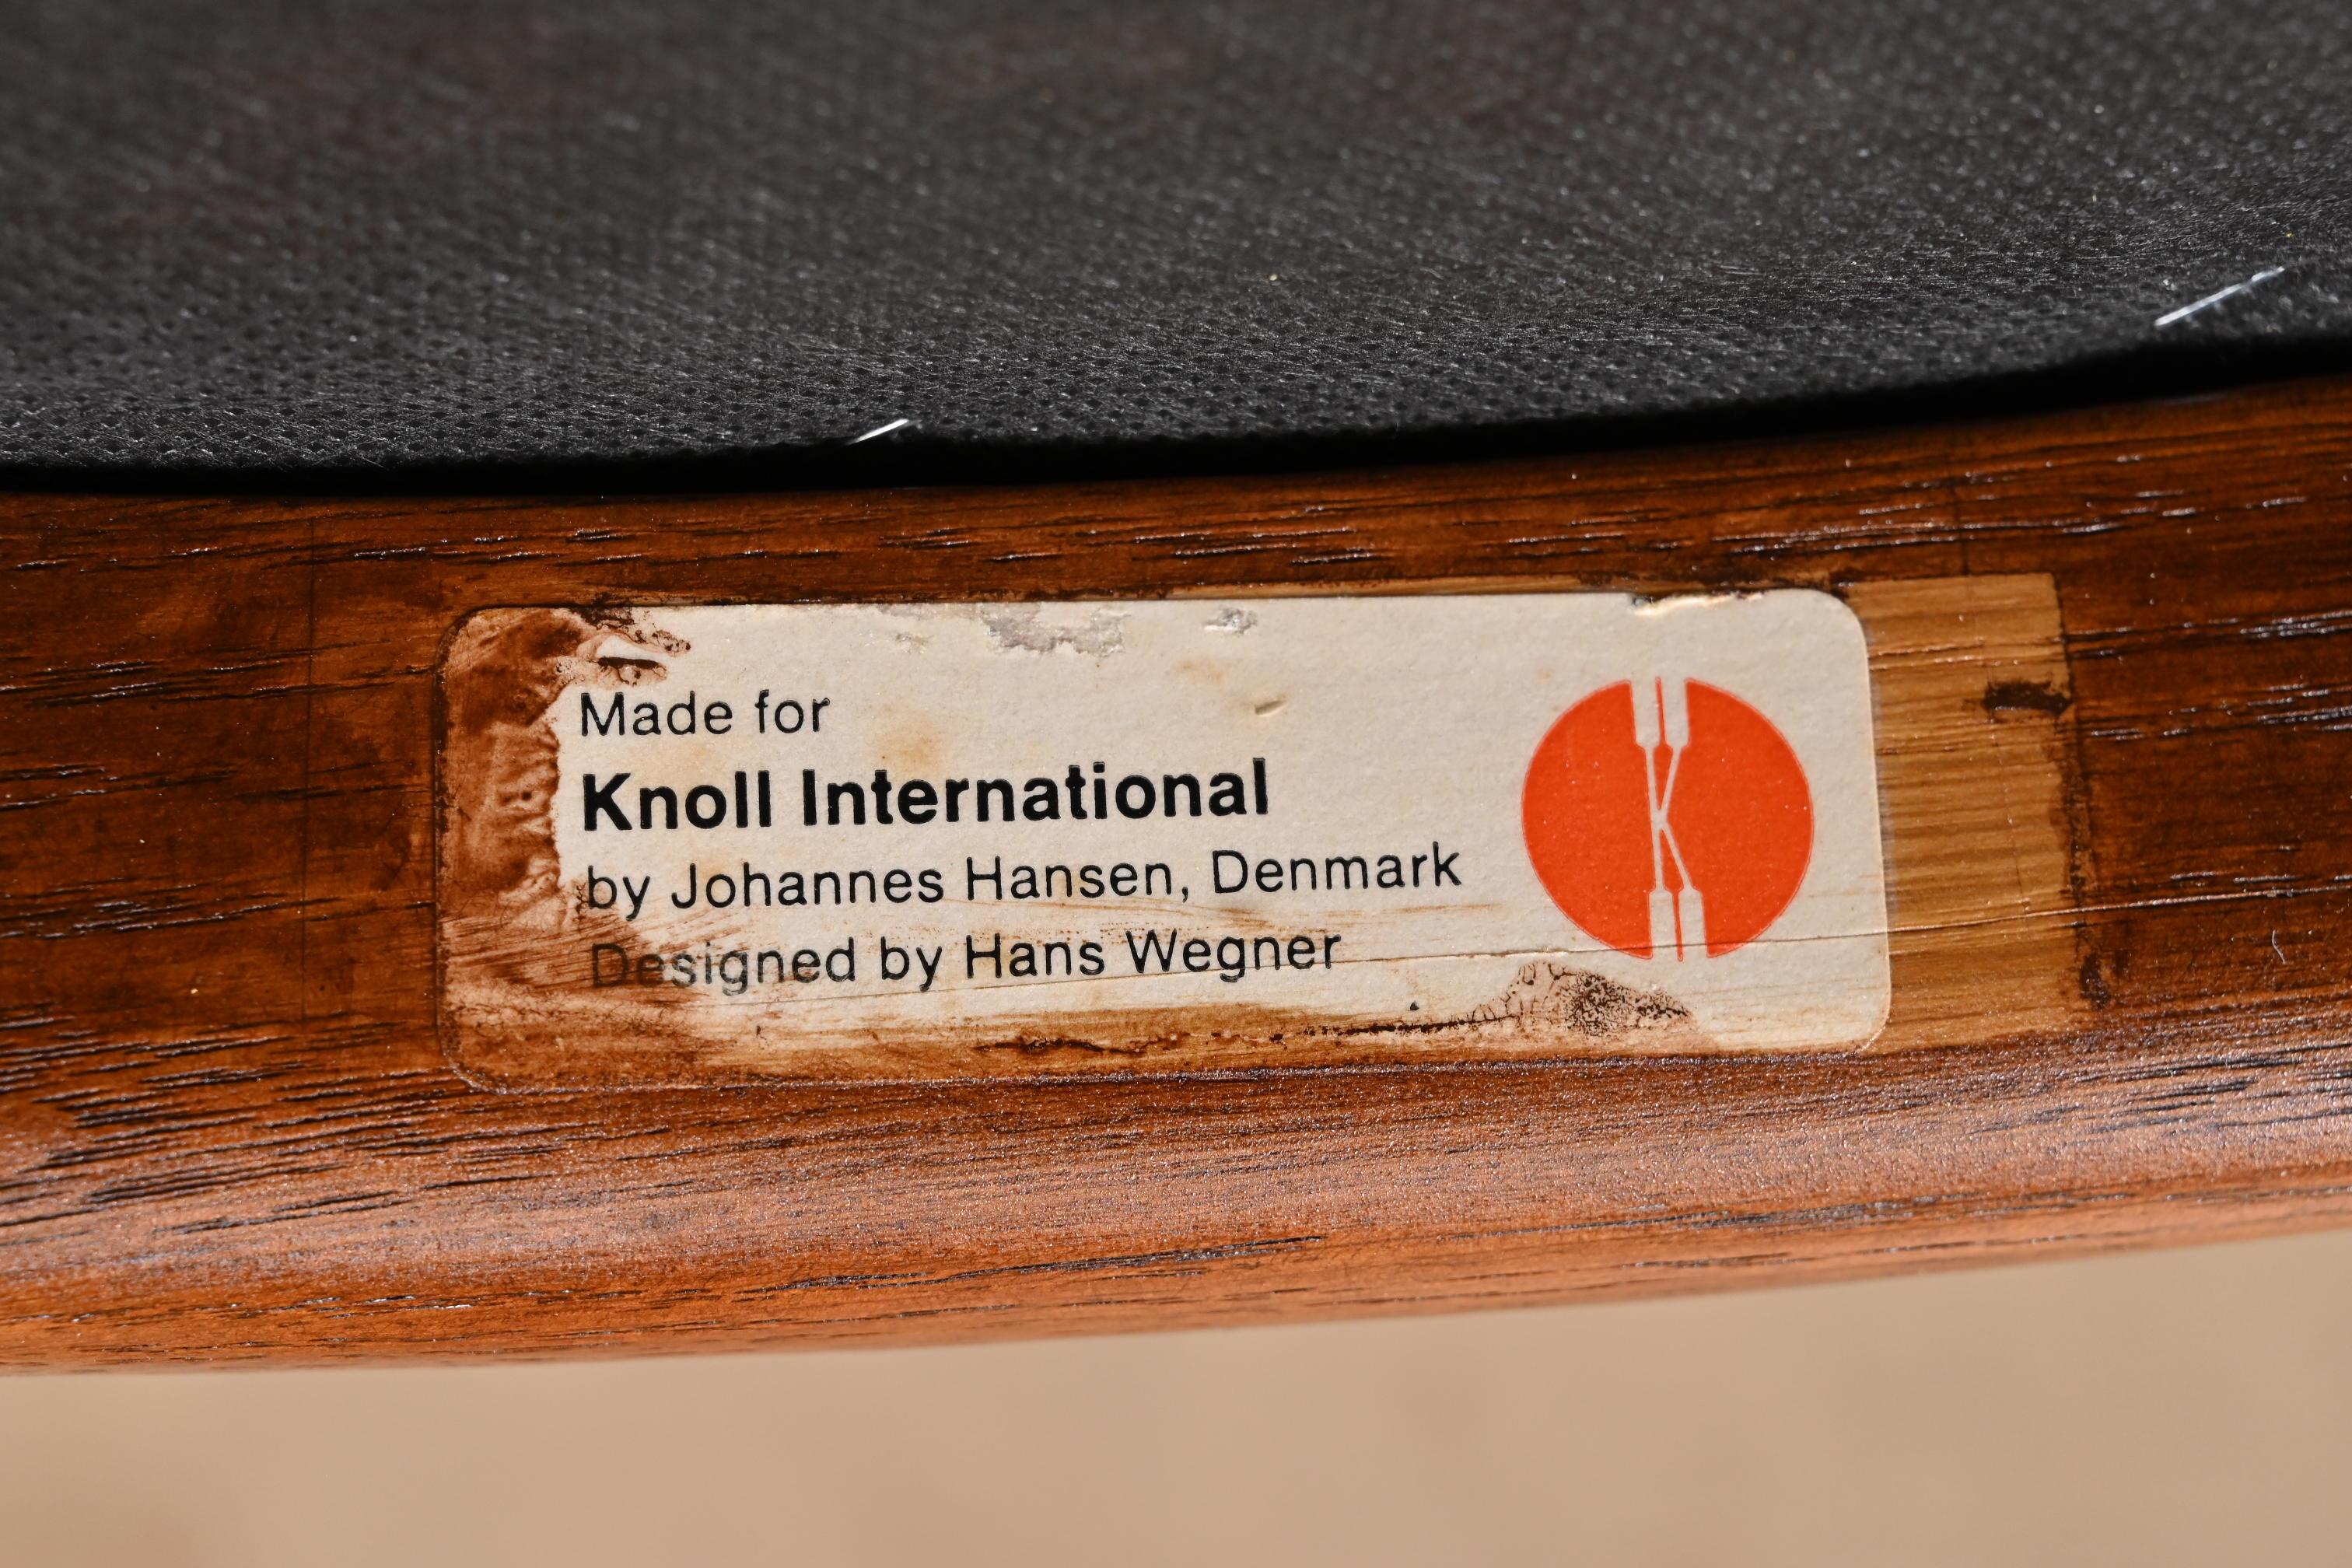 Made for
Knoll International
by Johannes Hansen, Denmark
Designed by Hans Wegner
K